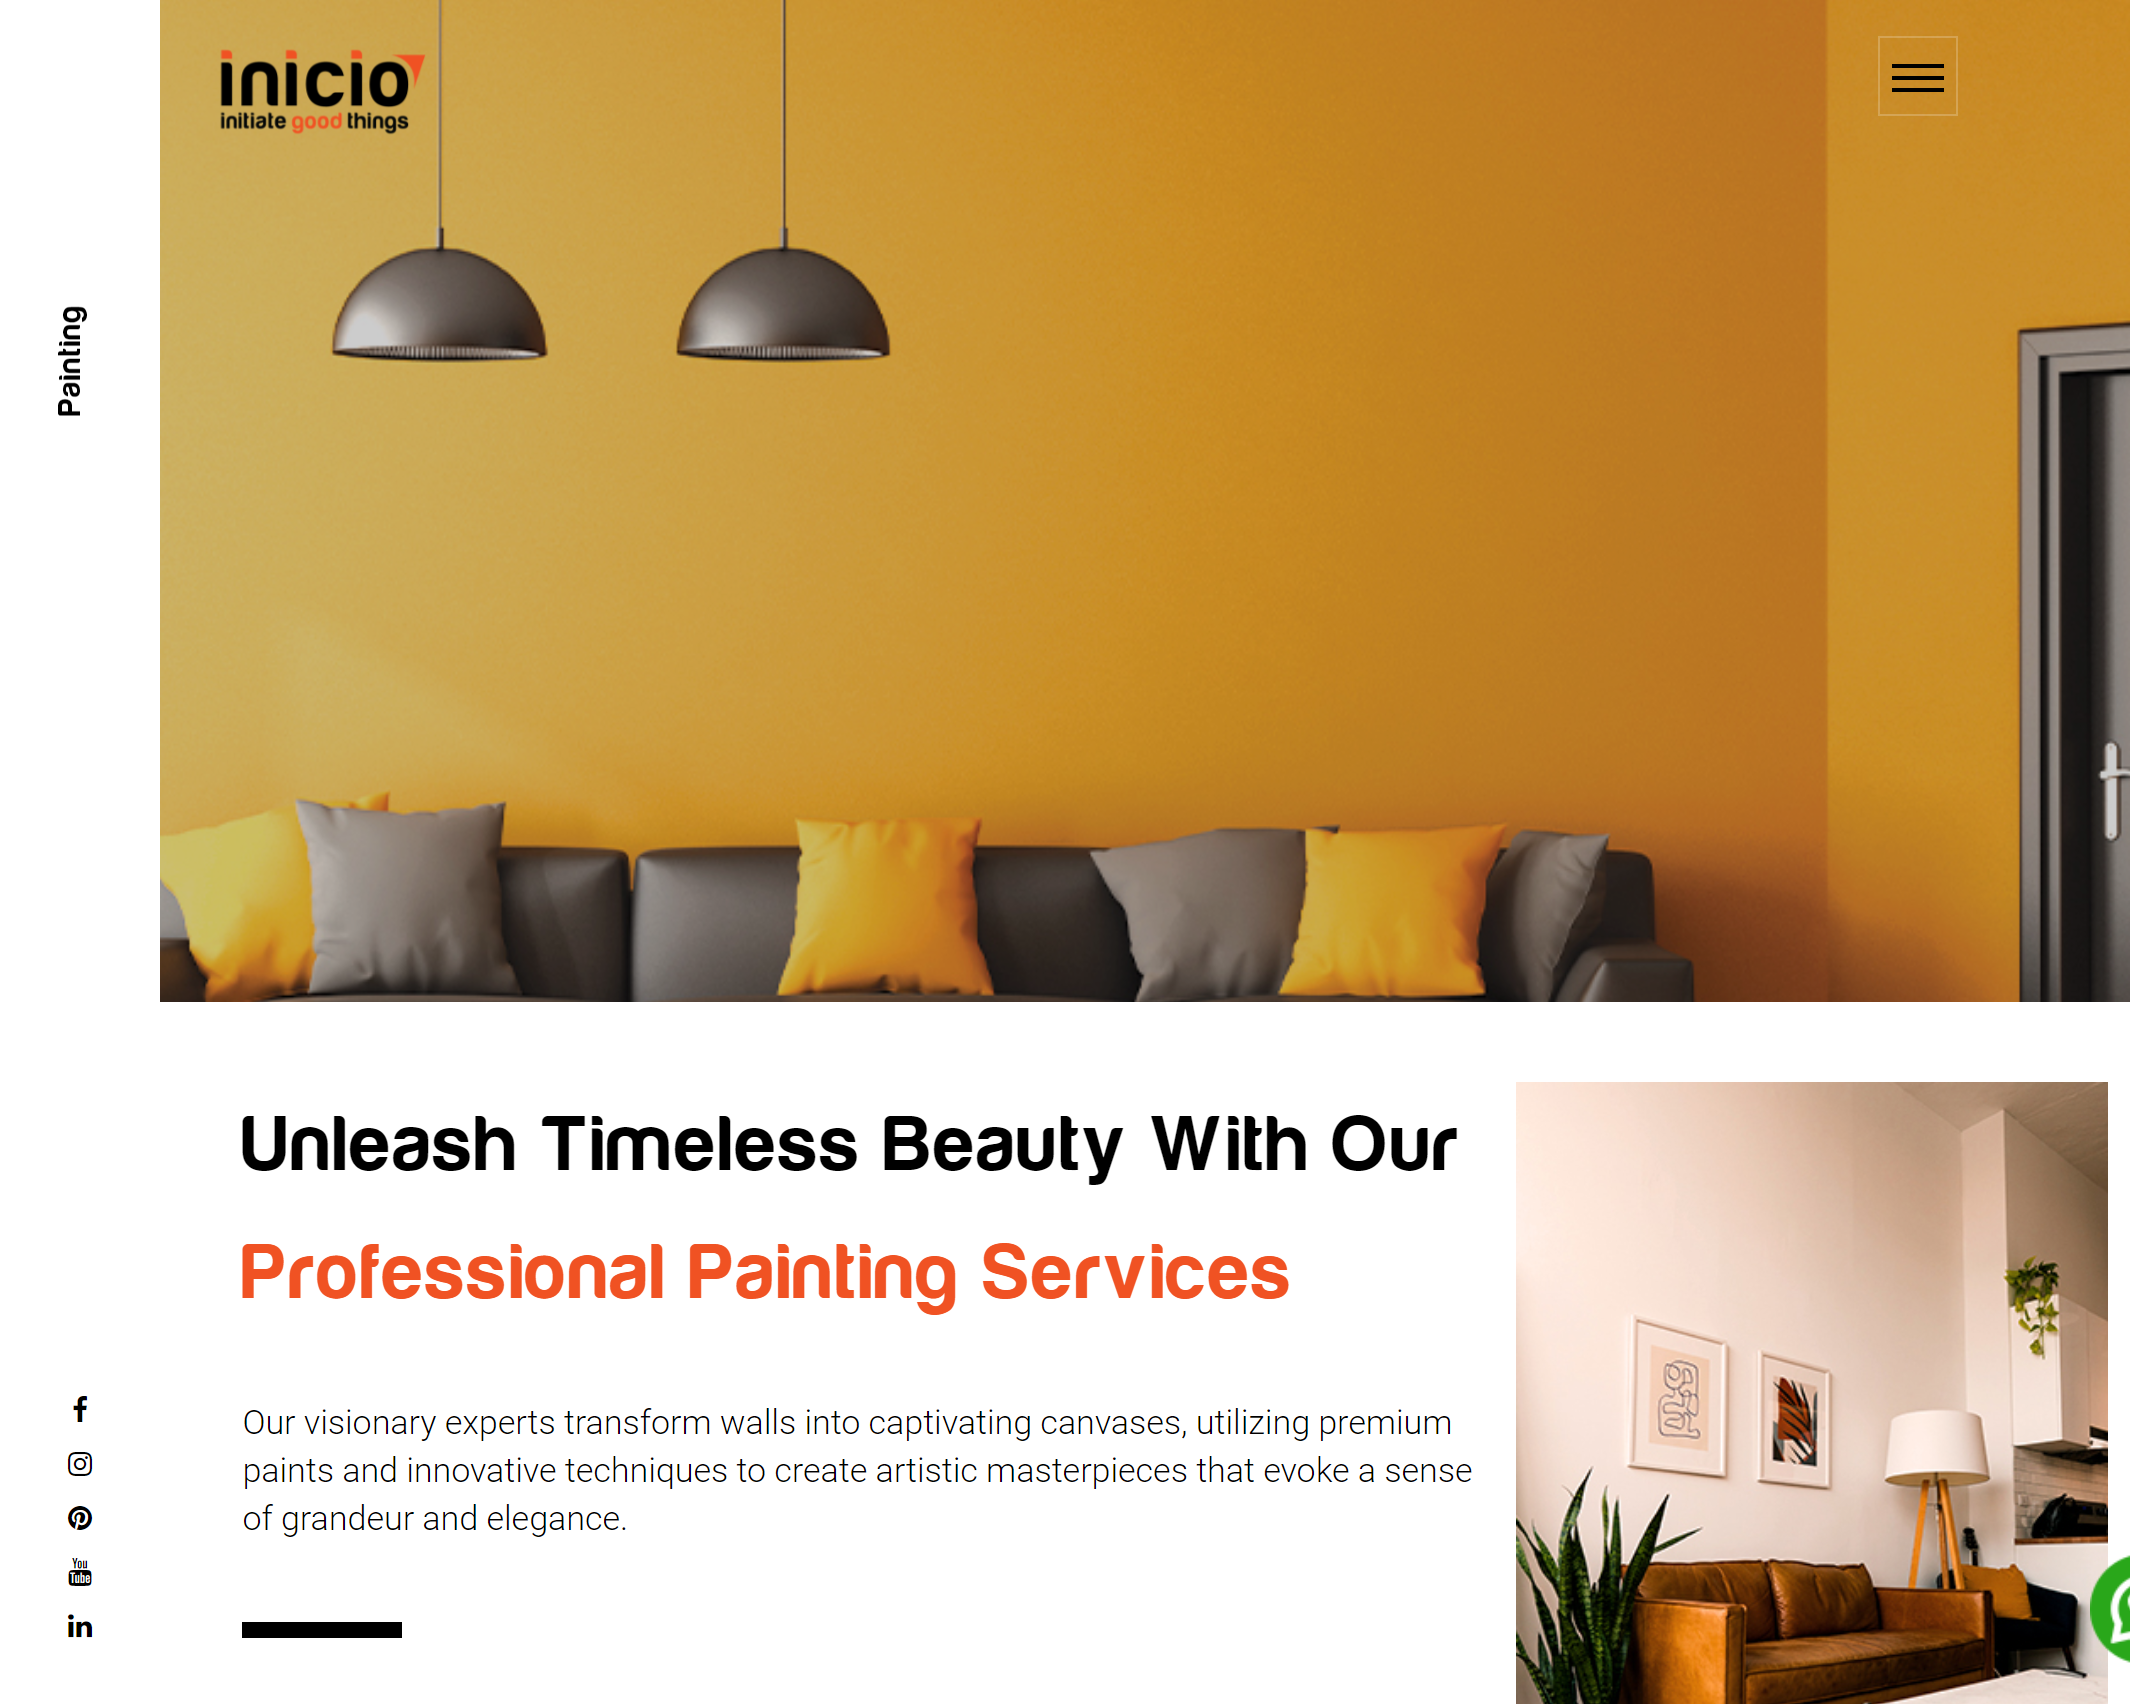 inicio
initiate good things
Painting
Unleash Timeless Beauty With Our
Professional Painting Services
Our visionary experts transform walls into captivating canvases, utilizing premium
paints and innovative techniques to create artistic masterpieces that evoke a sense
of grandeur and elegance.
You
Tube
in